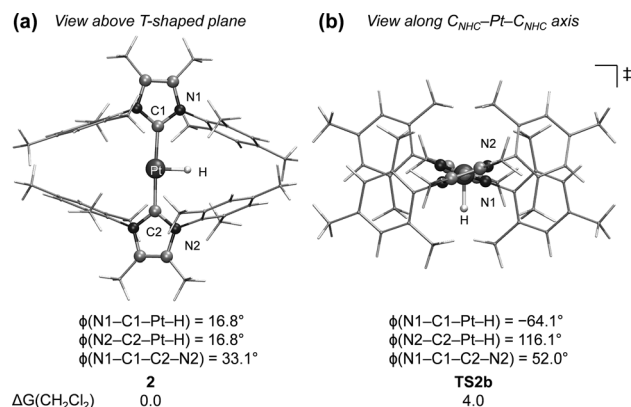 (a) View above T-shaped plane
C1
N1
Pt
H
C2
N2
ϕ(N1–C1–Pt–H) = 16.8°
ϕ(N2–C2–Pt–H) = 16.8°
ϕ(N1–C1–C2–N2) = 33.1°
2
ΔG(CH₂Cl₂) 0.0
(b) View along C_NHC–Pt–C_NHC axis
‡
N2
N1
H
ϕ(N1–C1–Pt–H) = −64.1°
ϕ(N2–C2–Pt–H) = 116.1°
ϕ(N1–C1–C2–N2) = 52.0°
TS2b
4.0